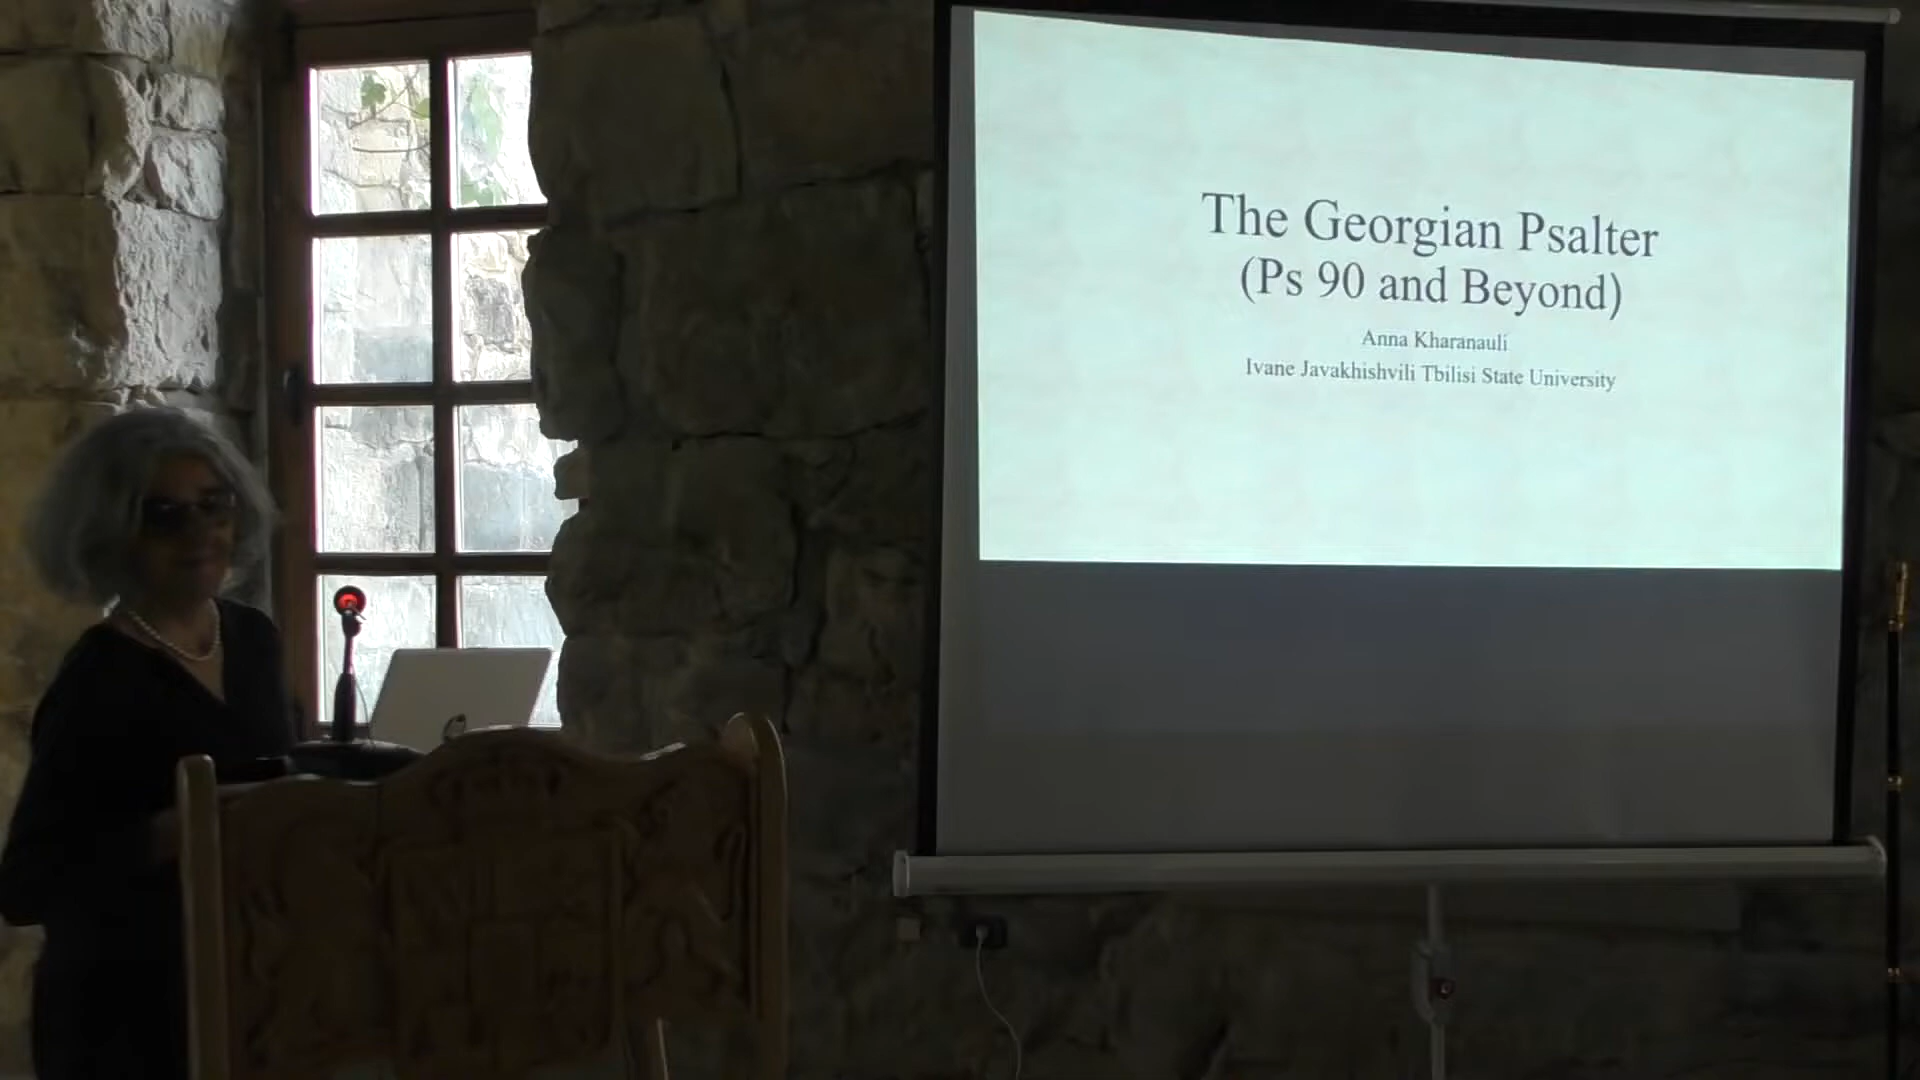 The Georgian Psalter
(Ps 90 and Beyond)
Anna Kharanauli
Ivane Javakhishvili Tbilisi State University